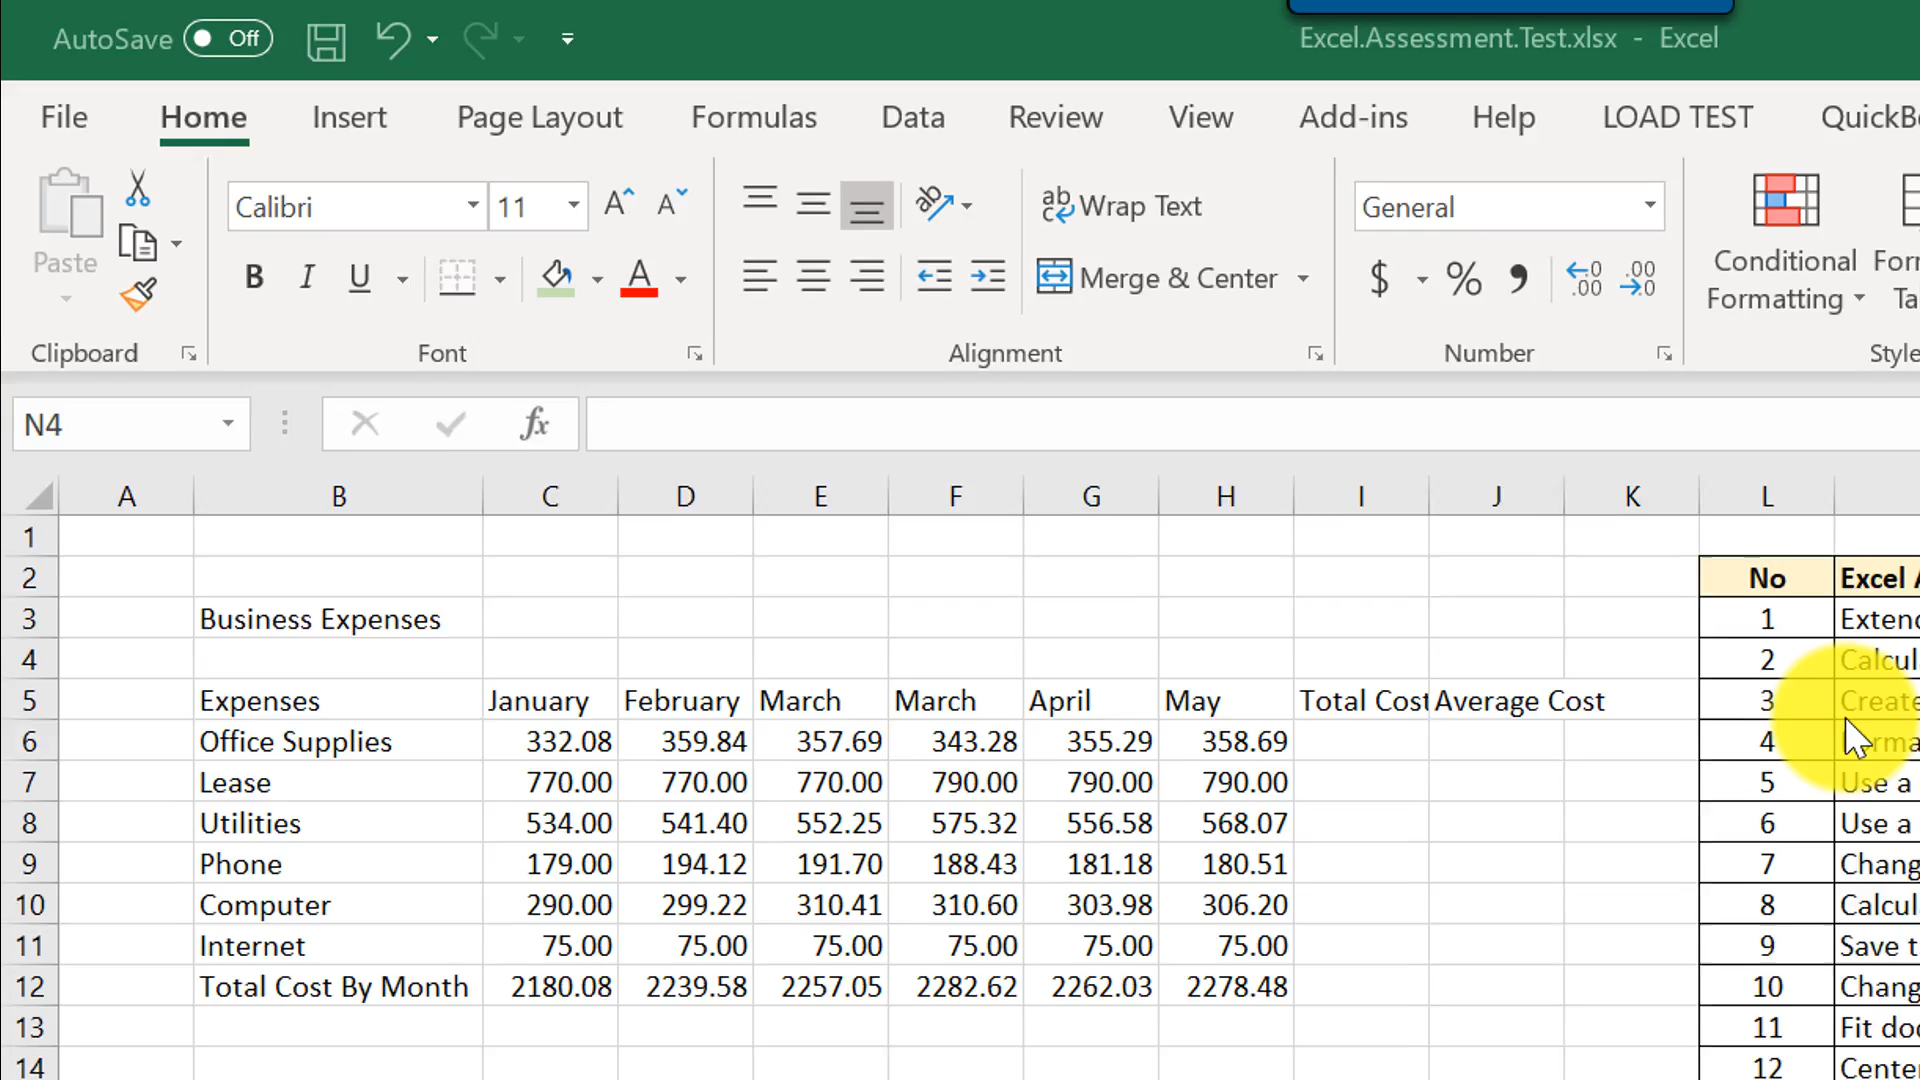 AutoSave Off Excel.Assessment.Test.xlsx - Excel
File Home Insert Page Layout Formulas Data Review View Add-ins Help LOAD TEST
Calibri 11 Wrap Text General
Paste B I U Merge & Center $ % Conditional Formatting
Clipboard Font Alignment Number
N4 fx
A B C D E F G H I J K L
1
2 No Excel
3 Business Expenses 1
4 2
5 Expenses January February March March April May Total Cost Average Cost 3 Create
6 Office Supplies 332.08 359.84 357.69 343.28 355.29 358.69 4
7 Lease 770.00 770.00 770.00 790.00 790.00 790.00 5 Use a
8 Utilities 534.00 541.40 552.25 575.32 556.58 568.07 6 Use a
9 Phone 179.00 194.12 191.70 188.43 181.18 180.51 7
10 Computer 290.00 299.22 310.41 310.60 303.98 306.20 8
11 Internet 75.00 75.00 75.00 75.00 75.00 75.00 9 Save
12 Total Cost By Month 2180.08 2239.58 2257.05 2282.62 2262.03 2278.48 10
13 11 Fit
14 12